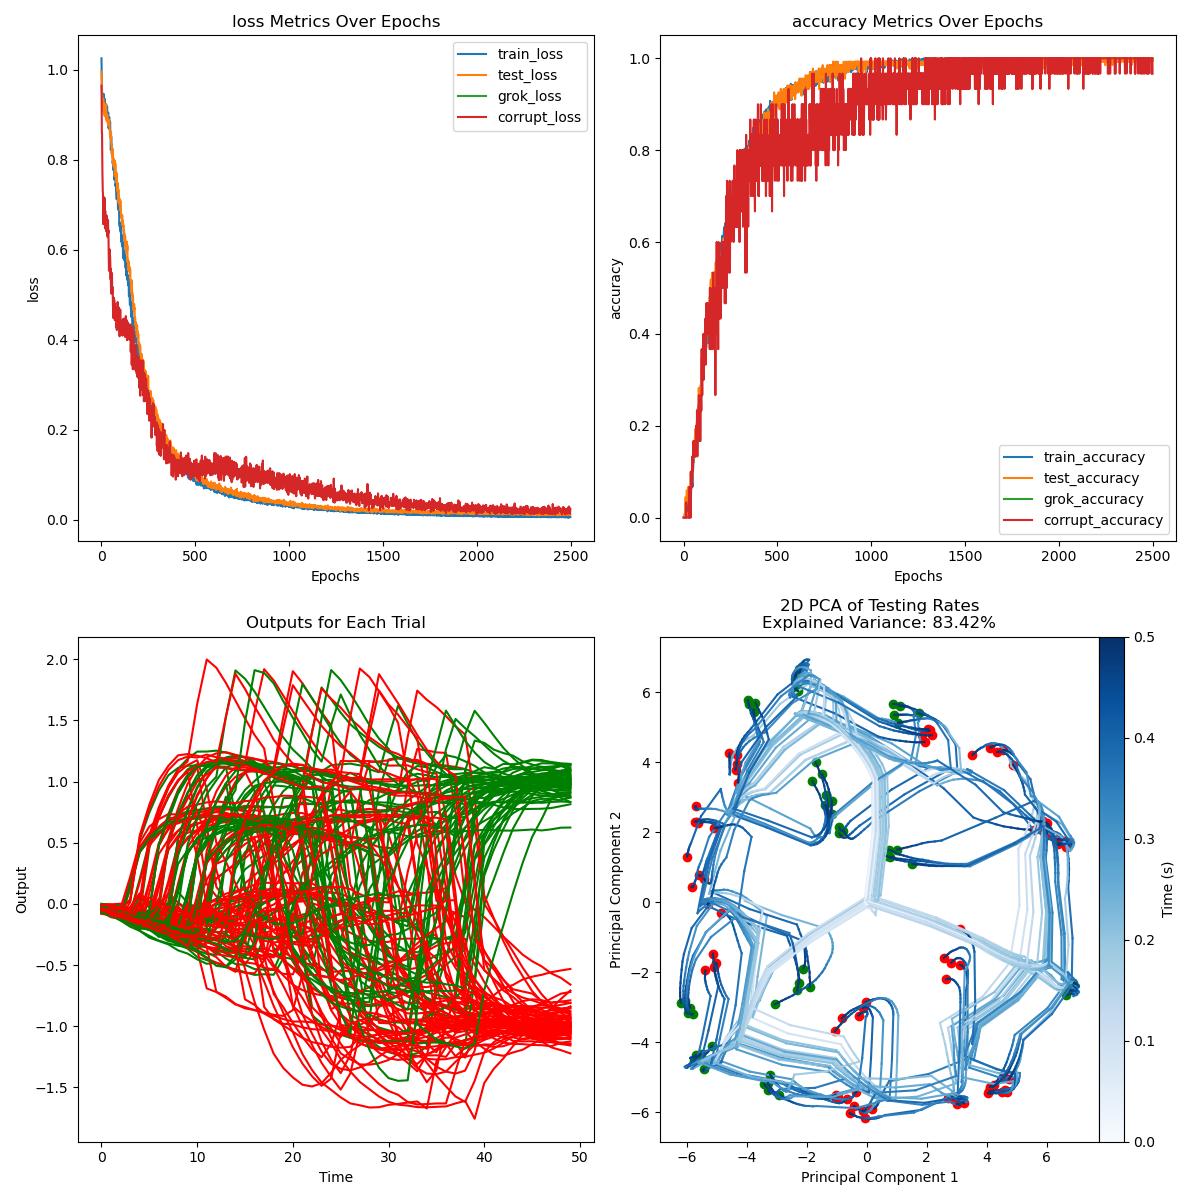 loss Metrics Over Epochs
1.0
0.8
0.6
0.4
0.2
0.0
loss
0
500
1000
1500
2000
2500
Epochs
train_loss
test_loss
grok_loss
corrupt_loss
accuracy Metrics Over Epochs
1.0
0.8
0.6
0.4
0.2
0.0
accuracy
0
500
1000
1500
2000
2500
Epochs
train_accuracy
test_accuracy
grok_accuracy
corrupt_accuracy
Outputs for Each Trial
2.0
1.5
1.0
0.5
0.0
−0.5
−1.0
−1.5
Output
0
10
20
30
40
50
Time
2D PCA of Testing Rates
Explained Variance: 83.42%
6
4
2
0
−2
−4
−6
Principal Component 2
−6
−4
−2
0
2
4
6
Principal Component 1
0.5
0.4
0.3
0.2
0.1
0.0
Time (s)